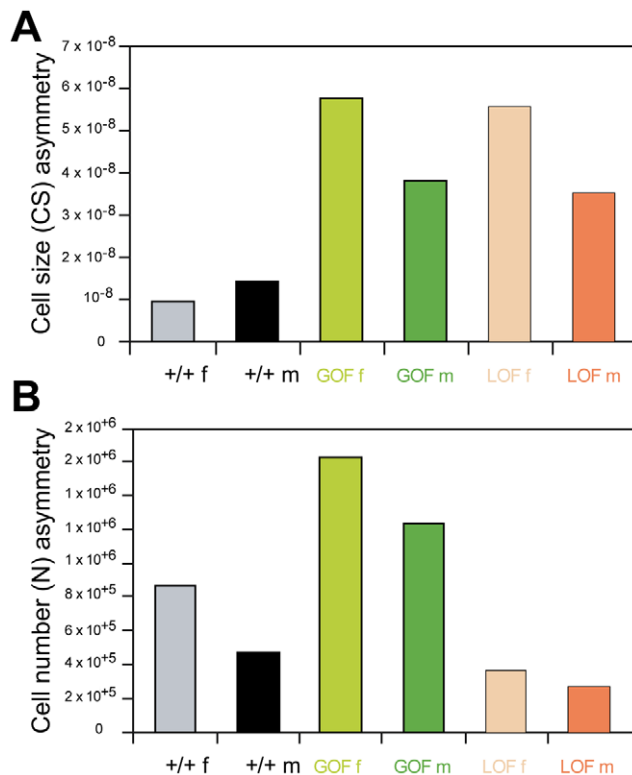 A
Cell size (CS) asymmetry
7 x 10⁻⁸
6 x 10⁻⁸
5 x 10⁻⁸
4 x 10⁻⁸
3 x 10⁻⁸
2 x 10⁻⁸
10⁻⁸
0
+/+ f +/+ m GOF f GOF m LOF f LOF m
B
Cell number (N) asymmetry
2 x 10⁺⁶
2 x 10⁺⁶
1 x 10⁺⁶
1 x 10⁺⁶
1 x 10⁺⁶
8 x 10⁺⁵
6 x 10⁺⁵
4 x 10⁺⁵
2 x 10⁺⁵
0
+/+ f +/+ m GOF f GOF m LOF f LOF m